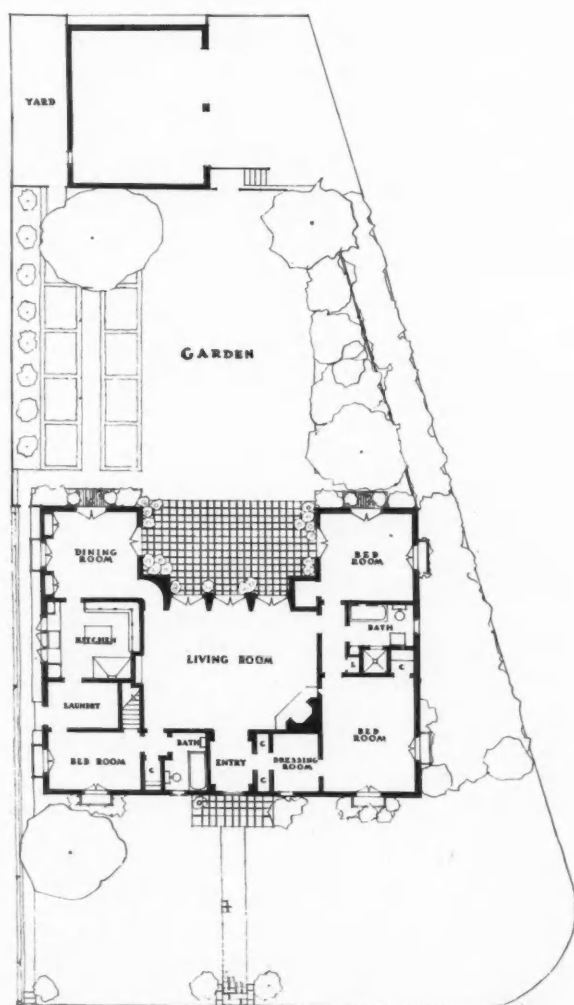 YARD
GARDEN
DINING
ROOM
BED
ROOM
KITCHEN
BATH
LIVING ROOM
L
C
LAUNDRY
BED
ROOM
BATH
BED ROOM
C
ENTRY
C
DRESSING
ROOM
C